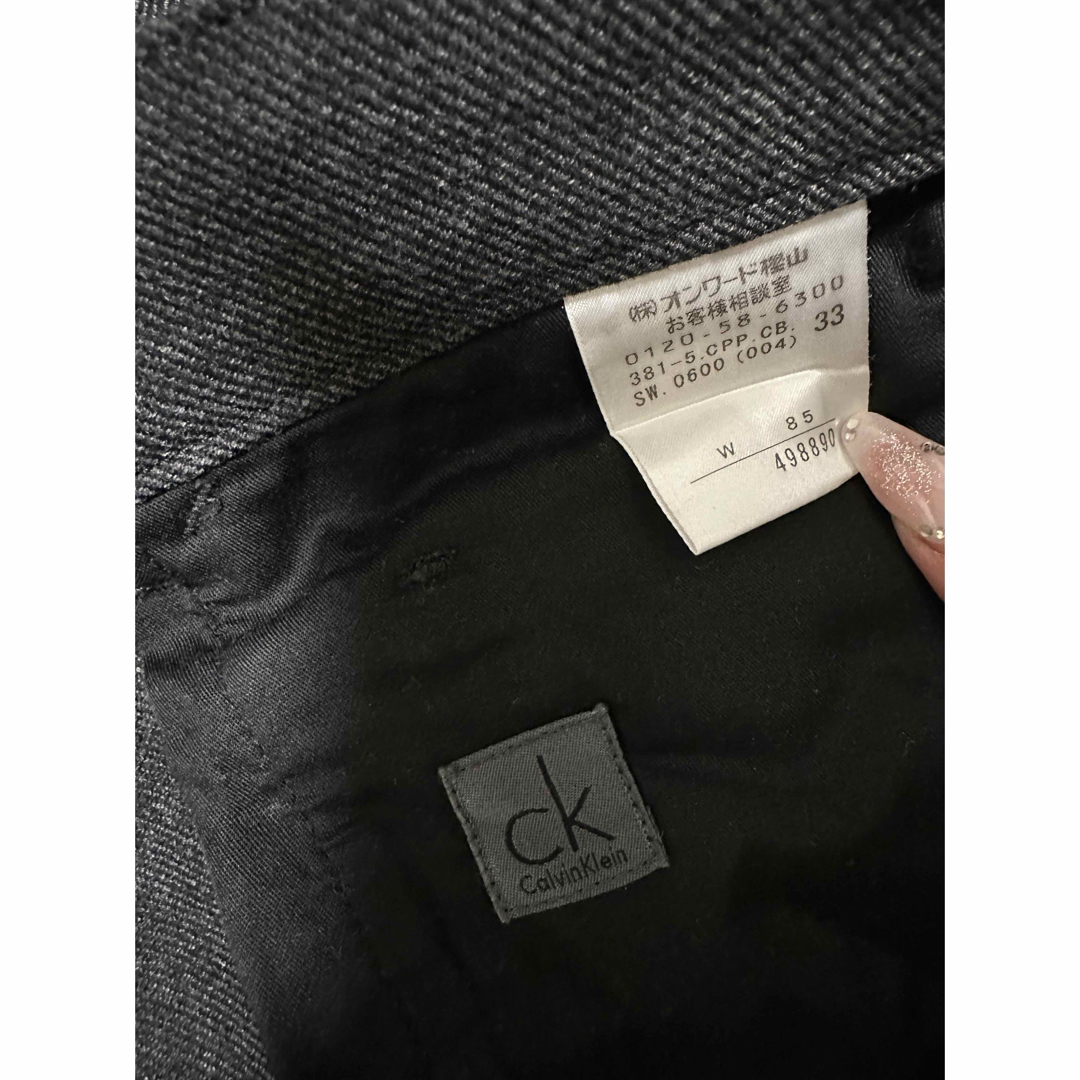 (株)オンワード樫山
お客様相談室
0120-58-6300
381-5.CPP.CB. 33
SW.0600(004)
W 85
498890
ck
CalvinKlein